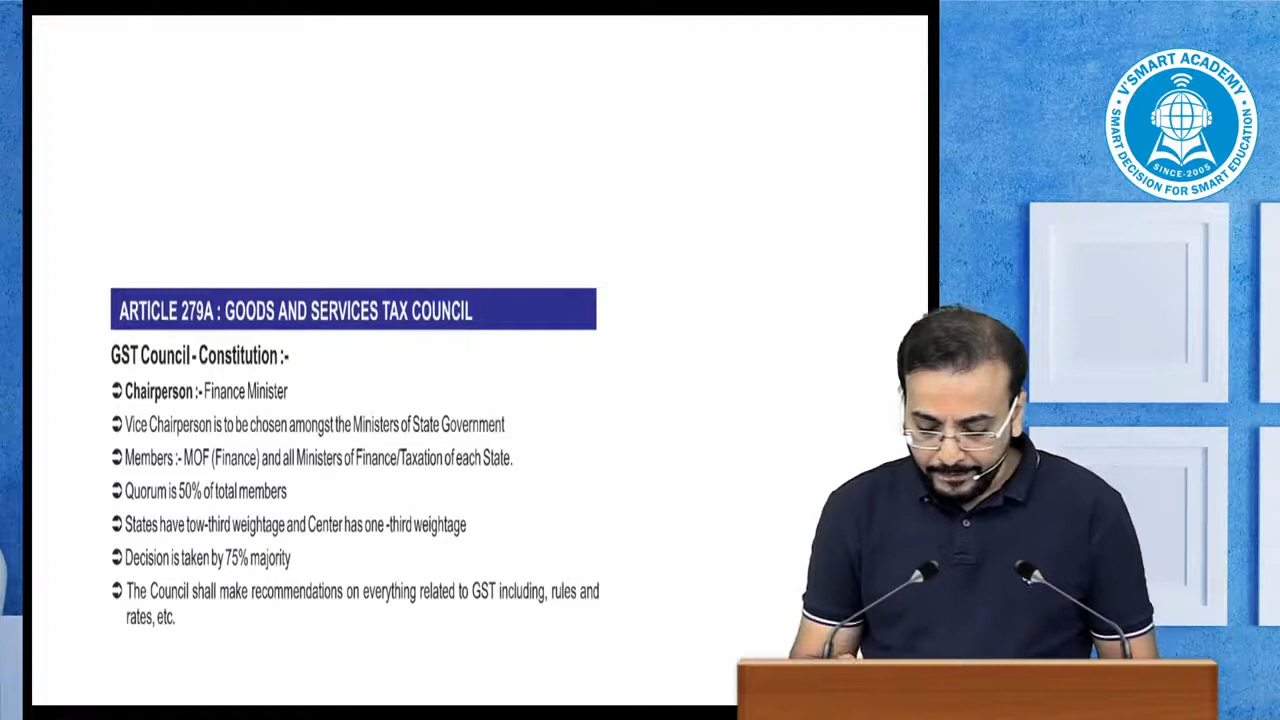 ARTICLE 279A : GOODS AND SERVICES TAX COUNCIL
GST Council - Constitution :-
➲ Chairperson :- Finance Minister
➲ Vice Chairperson is to be chosen amongst the Ministers of State Government
➲ Members :- MOF (Finance) and all Ministers of Finance/Taxation of each State.
➲ Quorum is 50% of total members
➲ States have tow-third weightage and Center has one -third weightage
➲ Decision is taken by 75% majority
➲ The Council shall make recommendations on everything related to GST including, rules and
rates, etc.
V'SMART ACADEMY
SINCE-2005
• SMART DECISION FOR SMART EDUCATION •